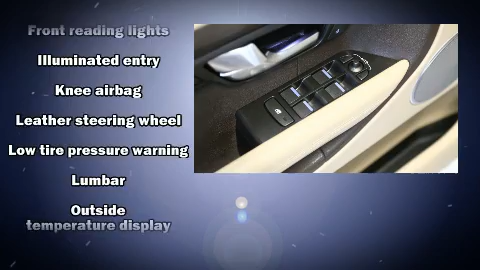 Front reading lights
Illuminated entry
Knee airbag
Leather steering wheel
Low tire pressure warning
Lumbar
Outside
temperature display